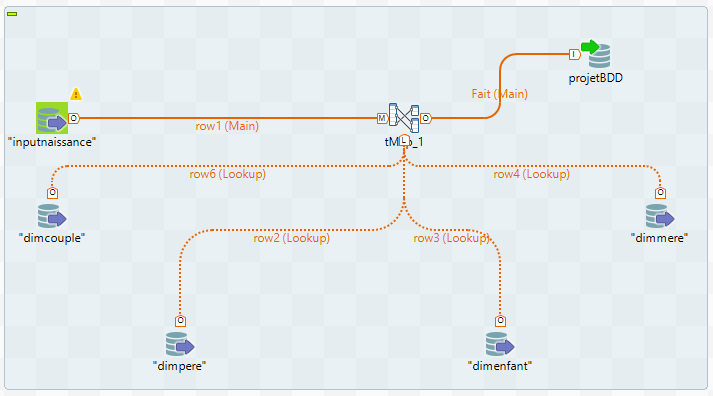 I
projetBDD
Fait (Main)
"inputnaissance"
O
row1 (Main)
M
O
L
tMap_1
row6 (Lookup)
row4 (Lookup)
O
O
"dimcouple"
row2 (Lookup)
row3 (Lookup)
"dimmere"
O
O
"dimpere"
"dimenfant"